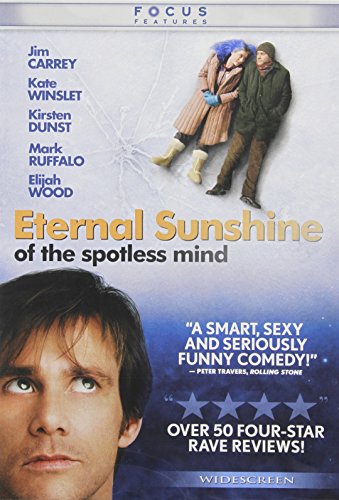 FOCUS
FEATURES
Jim
CARREY
Kate
WINSLET
Kirsten
DUNST
Mark
RUFFALO
Elijah
WOOD
Eternal Sunshine
of the spotless mind
"A SMART, SEXY
AND SERIOUSLY
FUNNY COMEDY!"
— PETER TRAVERS, ROLLING STONE
OVER 50 FOUR-STAR
RAVE REVIEWS!
WIDESCREEN